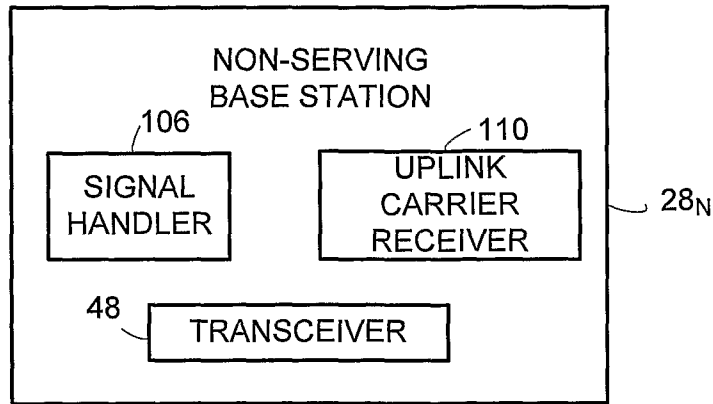 NON-SERVING
BASE STATION
106
110
SIGNAL
HANDLER
UPLINK
CARRIER
RECEIVER
28N
48
TRANSCEIVER